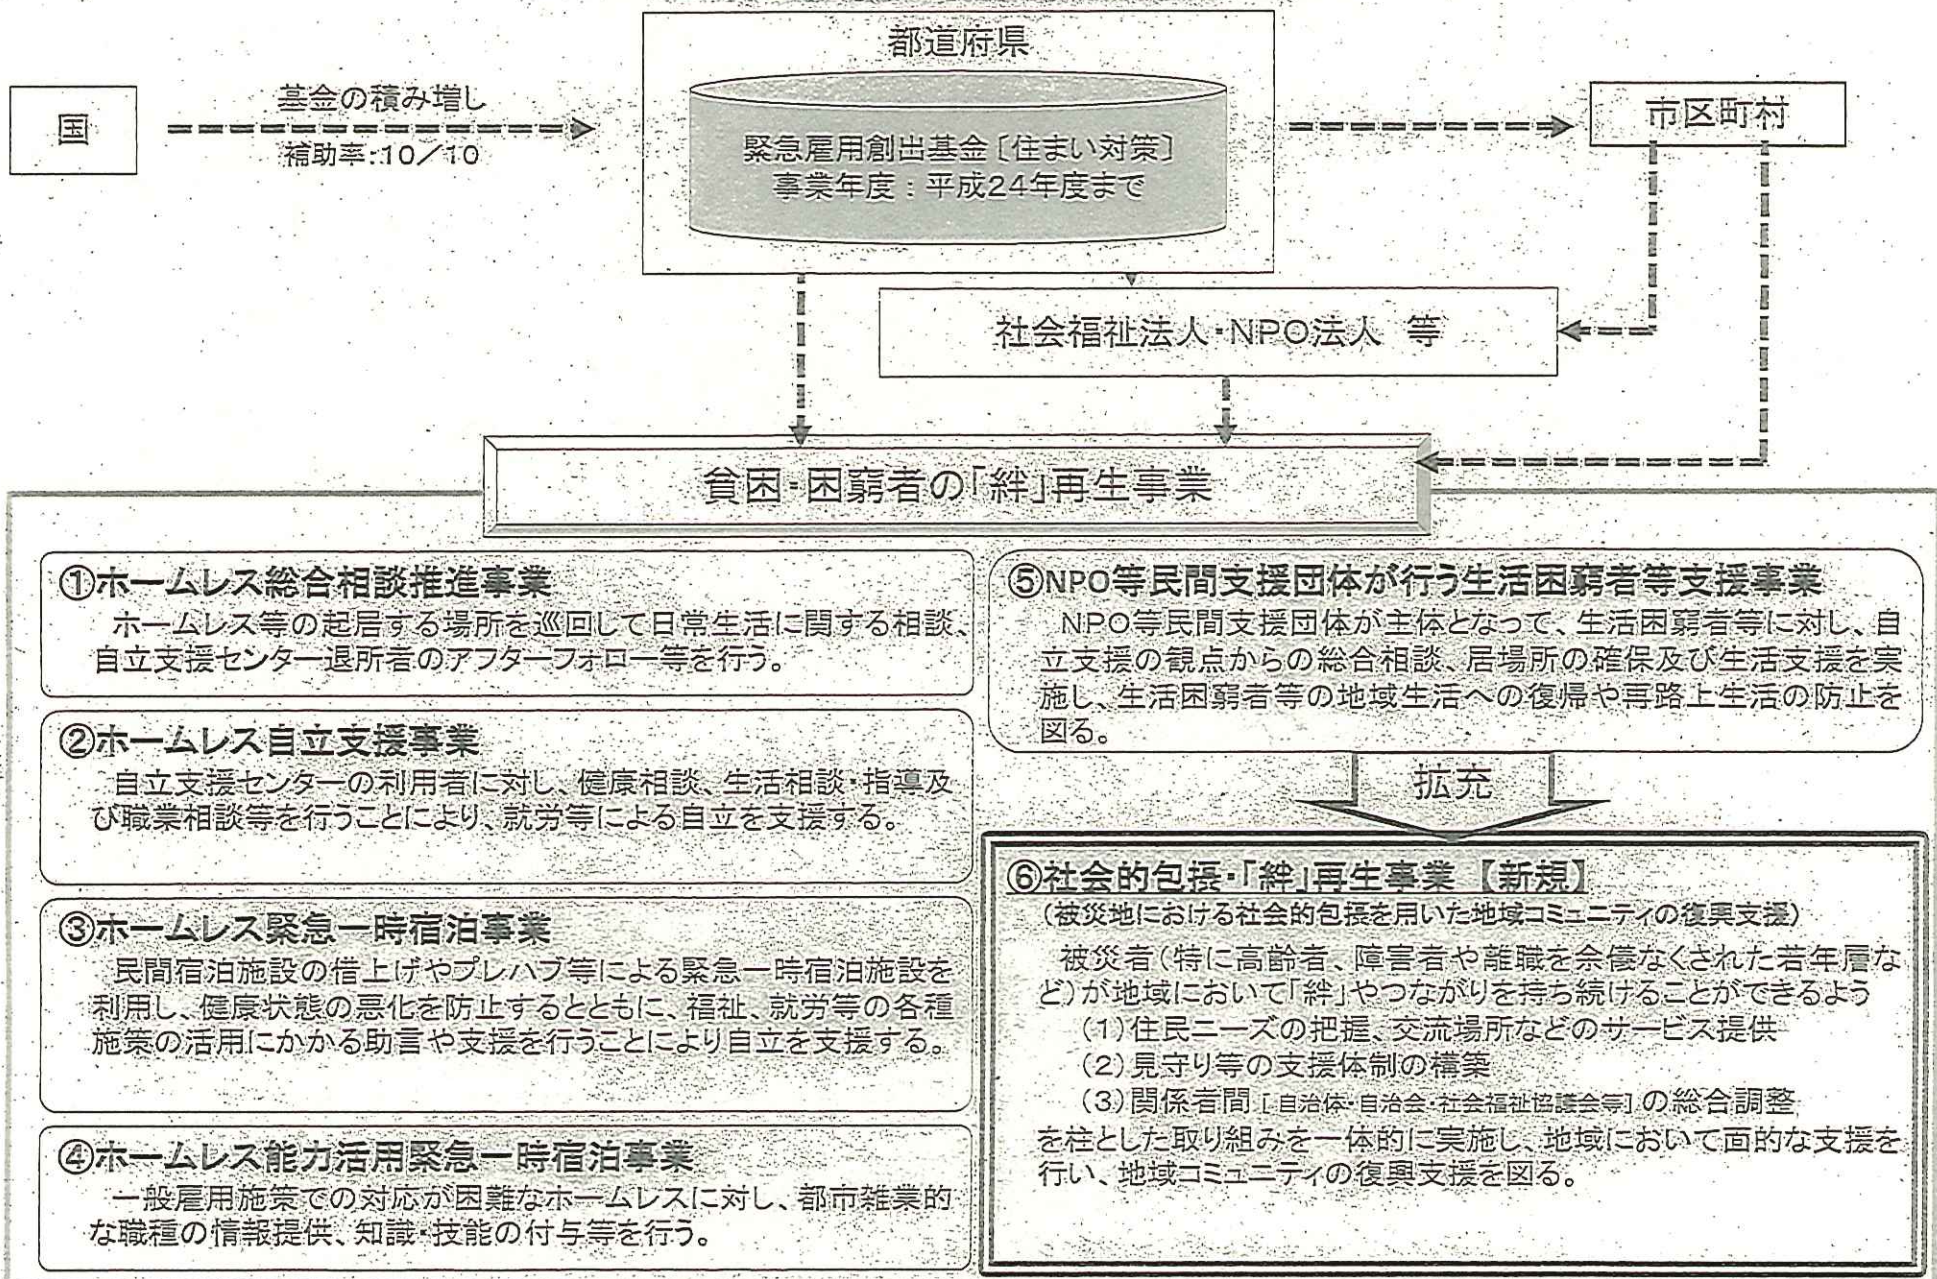 都道府県
国
基金の積み増し
補助率:10/10
緊急雇用創出基金[住まい対策]
事業年度:平成24年度まで
市区町村
社会福祉法人・NPO法人 等
貧困・困窮者の「絆」再生事業
①ホームレス総合相談推進事業
ホームレス等の起居する場所を巡回して日常生活に関する相談、
自立支援センター退所者のアフターフォロー等を行う。
②ホームレス自立支援事業
自立支援センターの利用者に対し、健康相談、生活相談・指導及
び職業相談等を行うことにより、就労等による自立を支援する。
③ホームレス緊急一時宿泊事業
民間宿泊施設の借上げやプレハブ等による緊急一時宿泊施設を
利用し、健康状態の悪化を防止するとともに、福祉、就労等の各種
施策の活用にかかる助言や支援を行うことにより自立を支援する。
④ホームレス能力活用緊急一時宿泊事業
一般雇用施策での対応が困難なホームレスに対し、都市雑業的
な職種の情報提供、知識・技能の付与等を行う。
⑤NPO等民間支援団体が行う生活困窮者等支援事業
NPO等民間支援団体が主体となって、生活困窮者等に対し、自
立支援の観点からの総合相談、居場所の確保及び生活支援を実
施し、生活困窮者等の地域生活への復帰や再路上生活の防止を
図る。
拡充
⑥社会的包摂・「絆」再生事業【新規】
(被災地における社会的包摂を用いた地域コミュニティの復興支援)
被災者(特に高齢者、障害者や離職を余儀なくされた若年層な
ど)が地域において「絆」やつながりを持ち続けることができるよう
(1)住民ニーズの把握、交流場所などのサービス提供
(2)見守り等の支援体制の構築
(3)関係者間[自治体・自治会・社会福祉協議会等]の総合調整
を柱とした取り組みを一体的に実施し、地域において面的な支援を
行い、地域コミュニティの復興支援を図る。